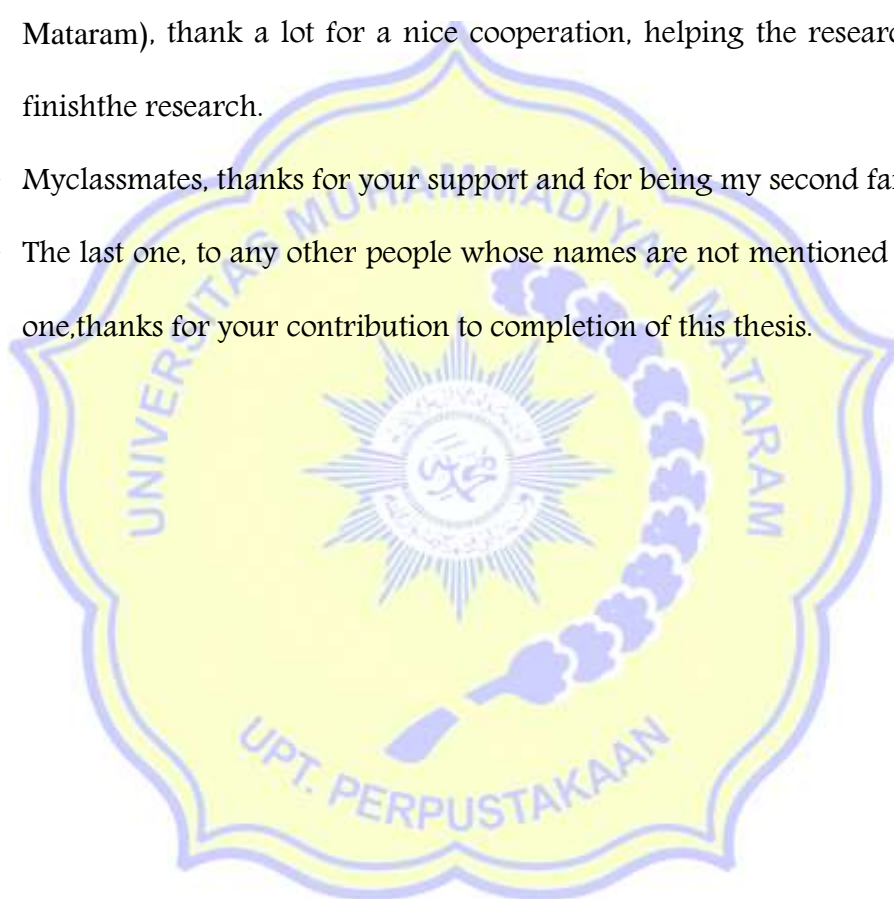 Mataram), thank a lot for a nice cooperation, helping the
finishthe research.
Myclassmates, thanks for your support and for being my second
The last one, to any other people whose names are not mentioned
one,thanks for your contribution to completion of this thesis.
UNIVERSITAS MUHAMMADIYAH MATARAM
UPT. PERPUSTAKAAN